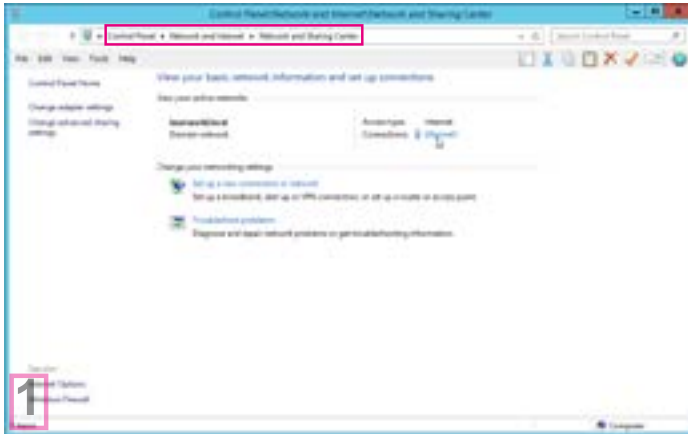 Control Panel\Network and Internet\Network and Sharing Center
Control Panel ▸ Network and Internet ▸ Network and Sharing Center
Search Control Panel
File Edit View Tools Help
Control Panel Home
Change adapter settings
Change advanced sharing
settings
View your basic network information and set up connections
View your active networks
Domain network
Access type: Internet
Connections: Ethernet
Change your networking settings
Set up a new connection or network
Set up a broadband, dial-up, or VPN connection; or set up a router or access point.
Troubleshoot problems
Diagnose and repair network problems, or get troubleshooting information.
See also
Internet Options
Windows Firewall
1
Computer